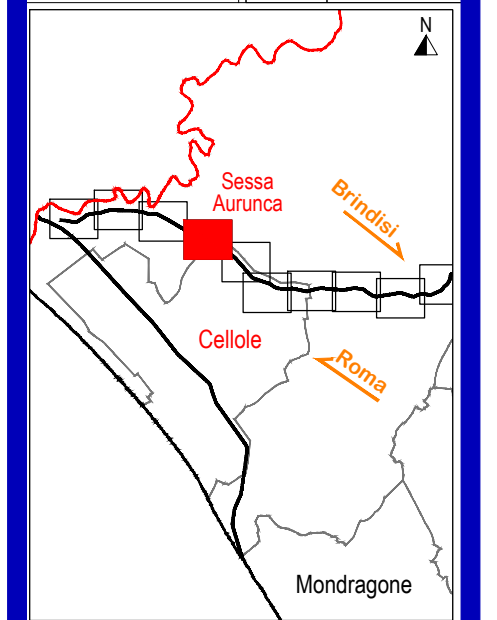 N
Sessa
Aurunca
Brindisi
Cellole
Roma
Mondragone